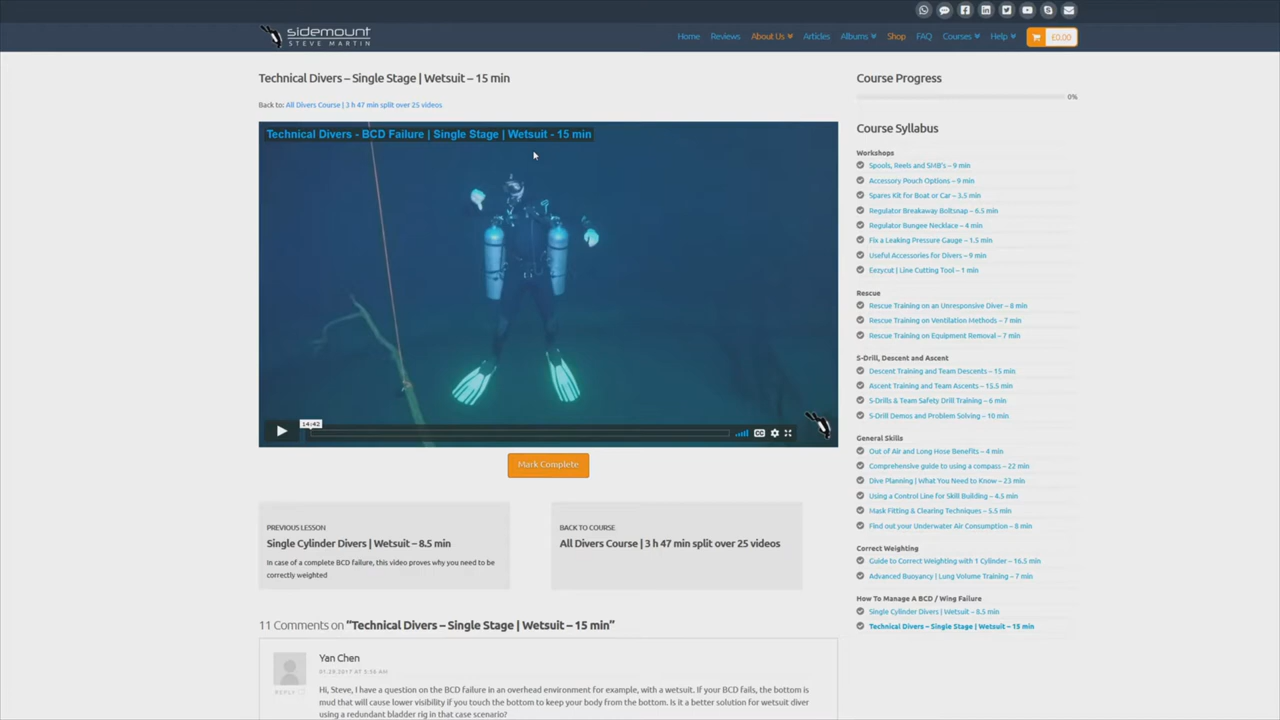 sidemount
STEVE MARTIN
Home Reviews About Us Articles Albums Shop FAQ Courses Help £0.00
Technical Divers – Single Stage | Wetsuit – 15 min
Back to: All Divers Course | 3 h 47 min split over 25 videos
Technical Divers - BCD Failure | Single Stage | Wetsuit - 15 min
14:42
CC
Mark Complete
PREVIOUS LESSON
Single Cylinder Divers | Wetsuit – 8.5 min
In case of a complete BCD failure, this video proves why you need to be
correctly weighted
BACK TO COURSE
All Divers Course | 3 h 47 min split over 25 videos
11 Comments on “Technical Divers – Single Stage | Wetsuit – 15 min”
Yan Chen
01.29.2017 AT 5:38 AM
REPLY
Hi, Steve, I have a question on the BCD failure in an overhead environment for example, with a wetsuit. If your BCD fails, the bottom is
mud that will cause lower visibility if you touch the bottom to keep your body from the bottom. Is it a better solution for wetsuit diver
using a redundant bladder rig in that case scenario?
Course Progress
0%
Course Syllabus
Workshops
Spools, Reels and SMB's – 9 min
Accessory Pouch Options – 9 min
Spares Kit for Boat or Car – 3.5 min
Regulator Breakaway Boltsnap – 6.5 min
Regulator Bungee Necklace – 4 min
Fix a Leaking Pressure Gauge – 1.5 min
Useful Accessories for Divers – 9 min
Eezycut | Line Cutting Tool – 1 min
Rescue
Rescue Training on an Unresponsive Diver – 8 min
Rescue Training on Ventilation Methods – 7 min
Rescue Training on Equipment Removal – 7 min
S-Drill, Descent and Ascent
Descent Training and Team Descents – 15 min
Ascent Training and Team Ascents – 15.5 min
S-Drills & Team Safety Drill Training – 6 min
S-Drill Demos and Problem Solving – 10 min
General Skills
Out of Air and Long Hose Benefits – 4 min
Comprehensive guide to using a compass – 22 min
Dive Planning | What You Need to Know – 23 min
Using a Control Line for Skill Building – 4.5 min
Mask Fitting & Clearing Techniques – 5.5 min
Find out your Underwater Air Consumption – 8 min
Correct Weighting
Guide to Correct Weighting with 1 Cylinder – 16.5 min
Advanced Buoyancy | Lung Volume Training – 7 min
How To Manage A BCD / Wing Failure
Single Cylinder Divers | Wetsuit – 8.5 min
Technical Divers – Single Stage | Wetsuit – 15 min